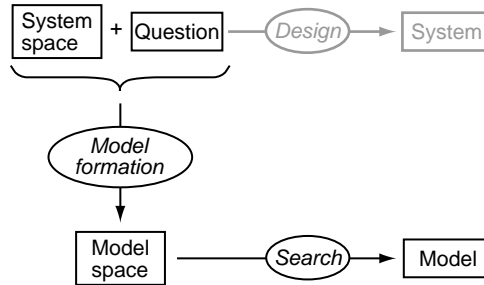 System
space
+ Question
Design
System
Model
formation
Model
space
Search
Model